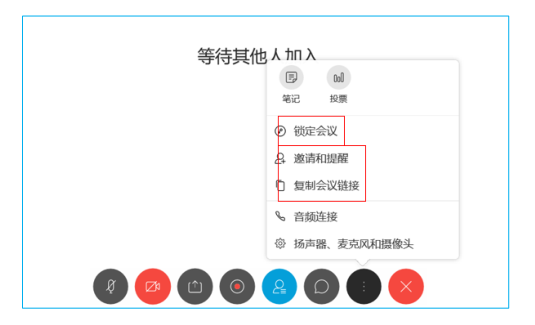 等待其他人加入
笔记 投票
锁定会议
邀请和提醒
复制会议链接
音频连接
扬声器、麦克风和摄像头